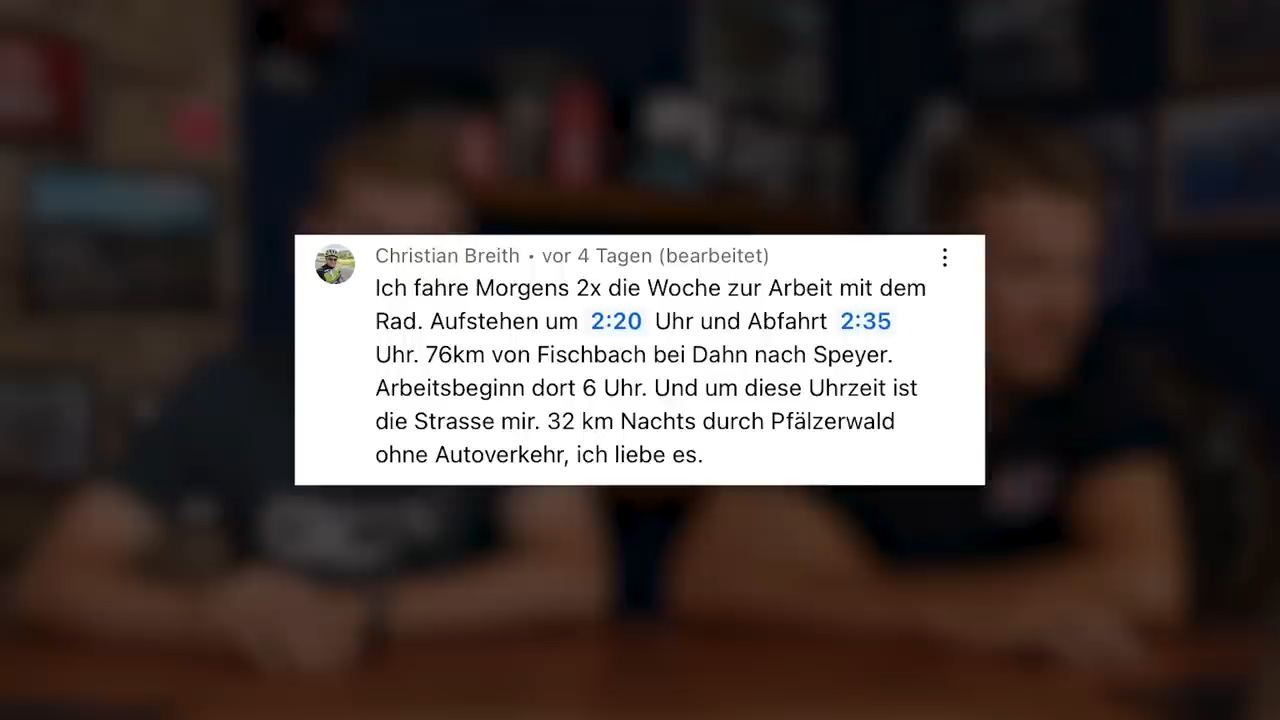 Christian Breith • vor 4 Tagen (bearbeitet)
Ich fahre Morgens 2x die Woche zur Arbeit mit dem
Rad. Aufstehen um 2:20 Uhr und Abfahrt 2:35
Uhr. 76km von Fischbach bei Dahn nach Speyer.
Arbeitsbeginn dort 6 Uhr. Und um diese Uhrzeit ist
die Strasse mir. 32 km Nachts durch Pfälzerwald
ohne Autoverkehr, ich liebe es.